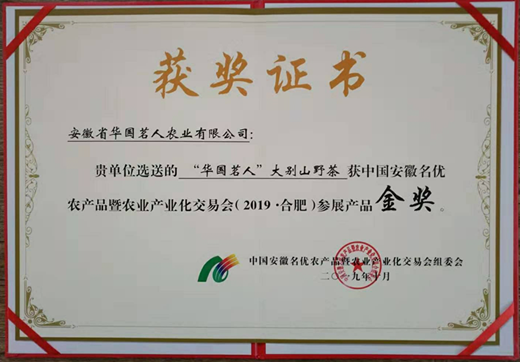 获奖证书
安徽省华国茗人农业有限公司:
贵单位选送的 “华国茗人”大别山野茶 获中国安徽名优
农产品暨农业产业化交易会(2019·合肥)参展产品 金奖。
中国安徽名优农产品暨农业产业化交易会组委会
二〇一九年十月